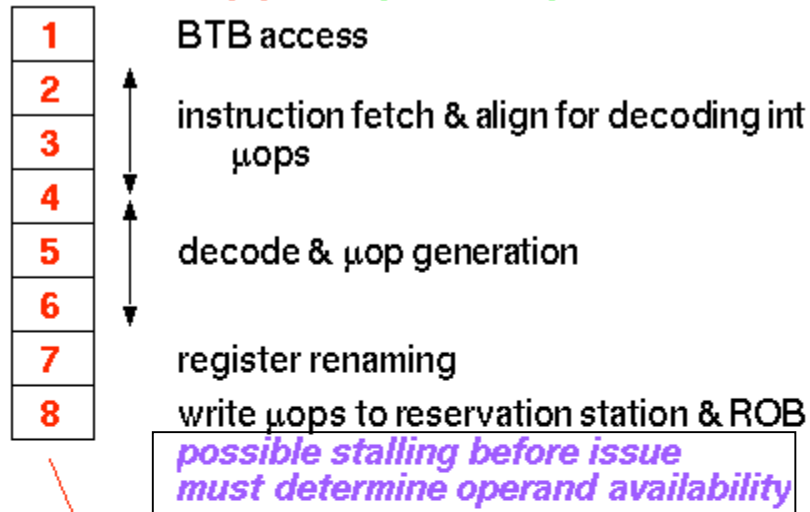 1 BTB access
2
instruction fetch & align for decoding int
3
μops
4
5 decode & μop generation
6
7 register renaming
8 write μops to reservation station & ROB
possible stalling before issue
must determine operand availability